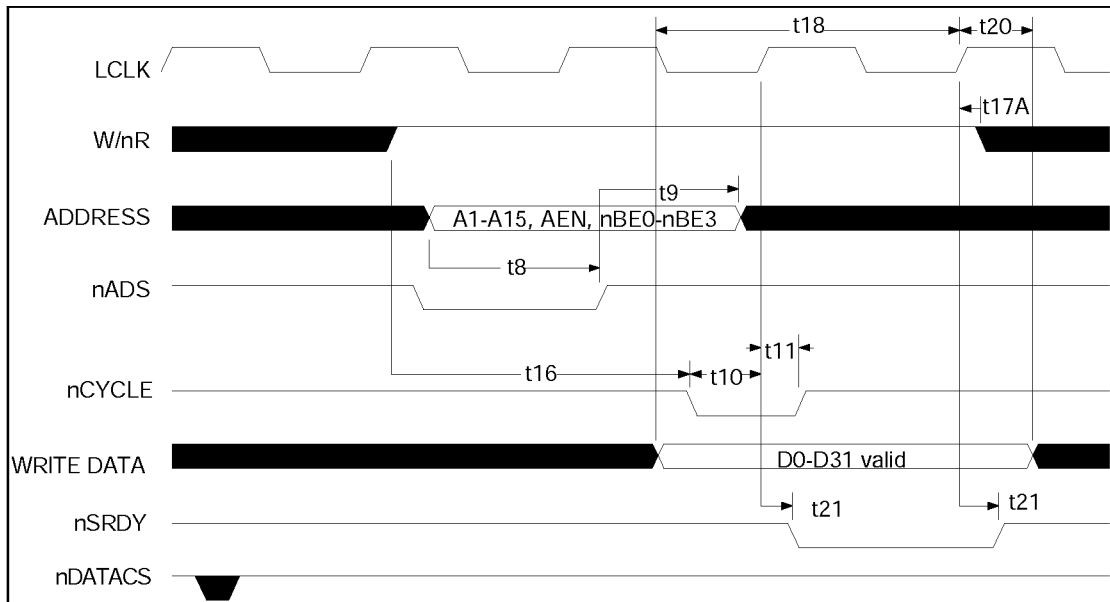 t18
t20
LCLK
t17A
W/nR
t9
ADDRESS
A1-A15, AEN, nBE0-nBE3
t8
nADS
t11
t16
t10
nCYCLE
WRITE DATA
D0-D31 valid
t21
t21
nSRDY
nDATACS